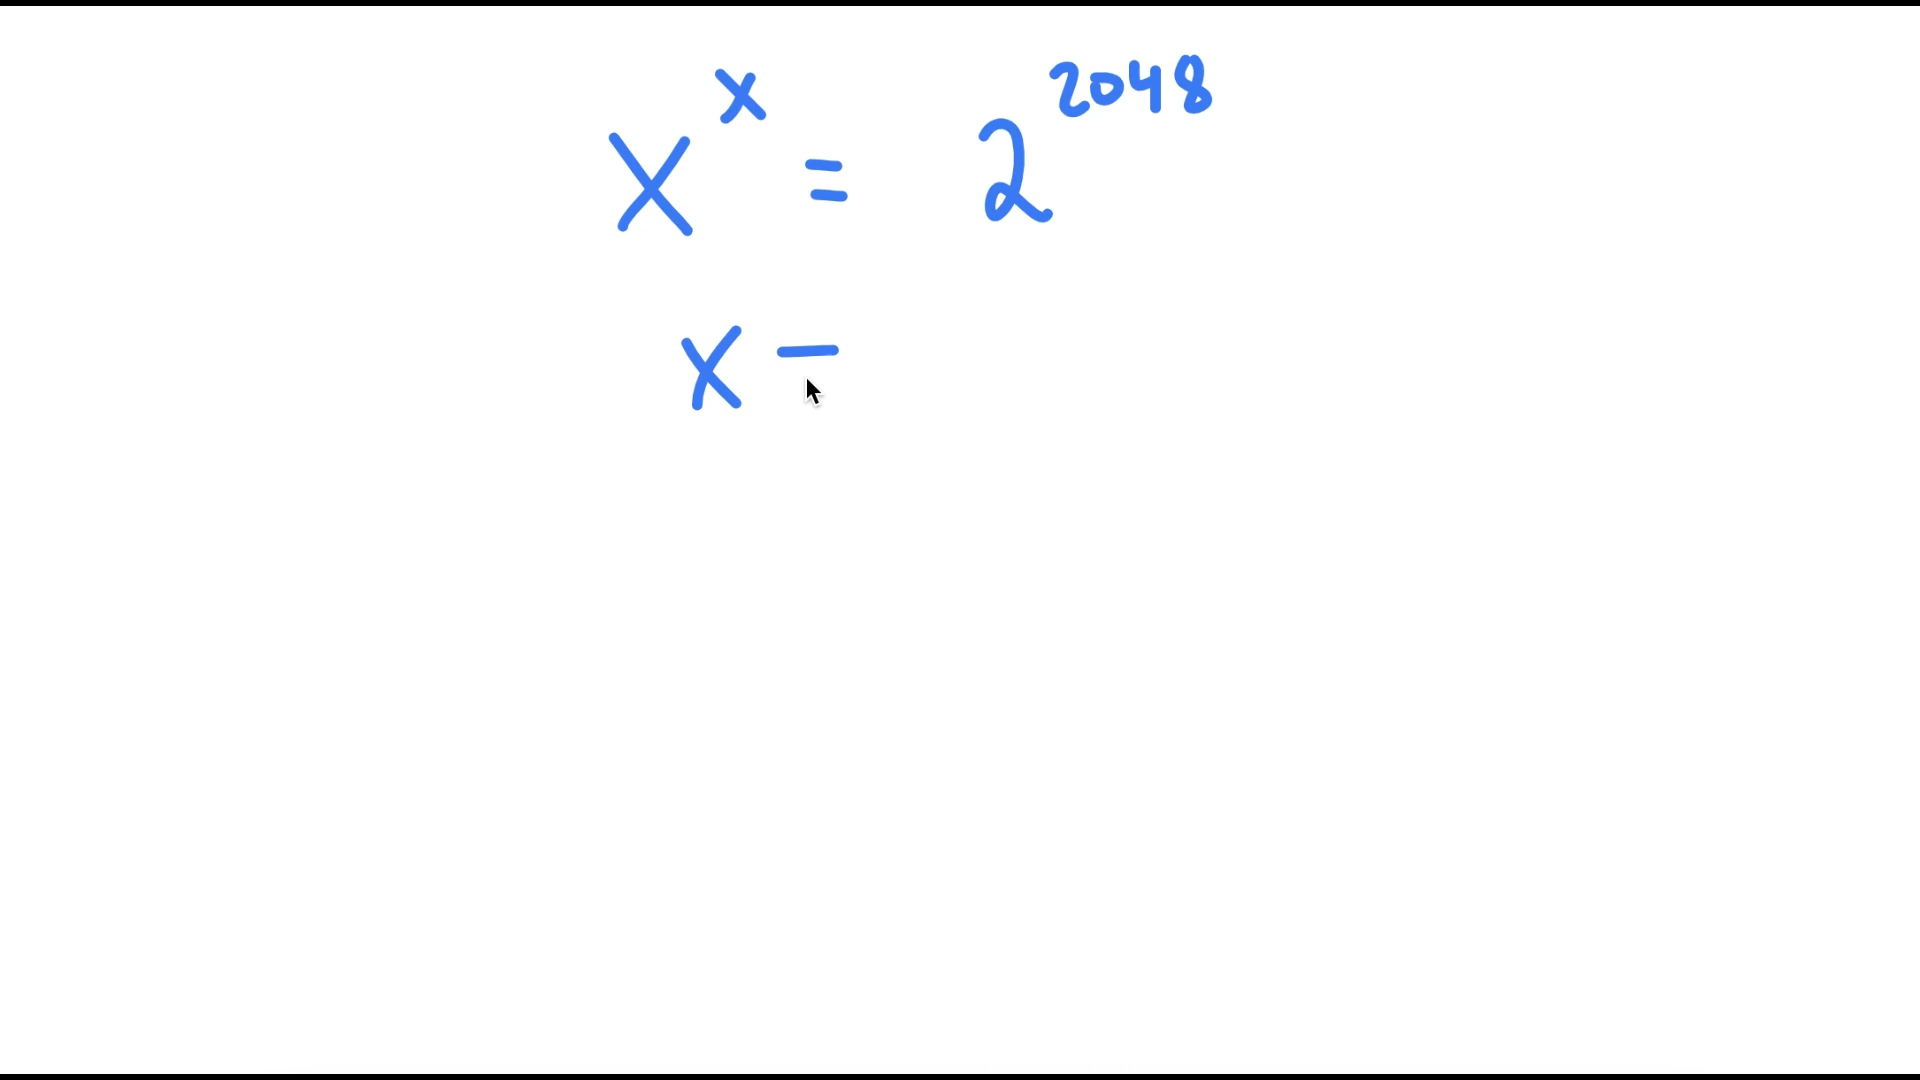 x^x = 2^2048
x −